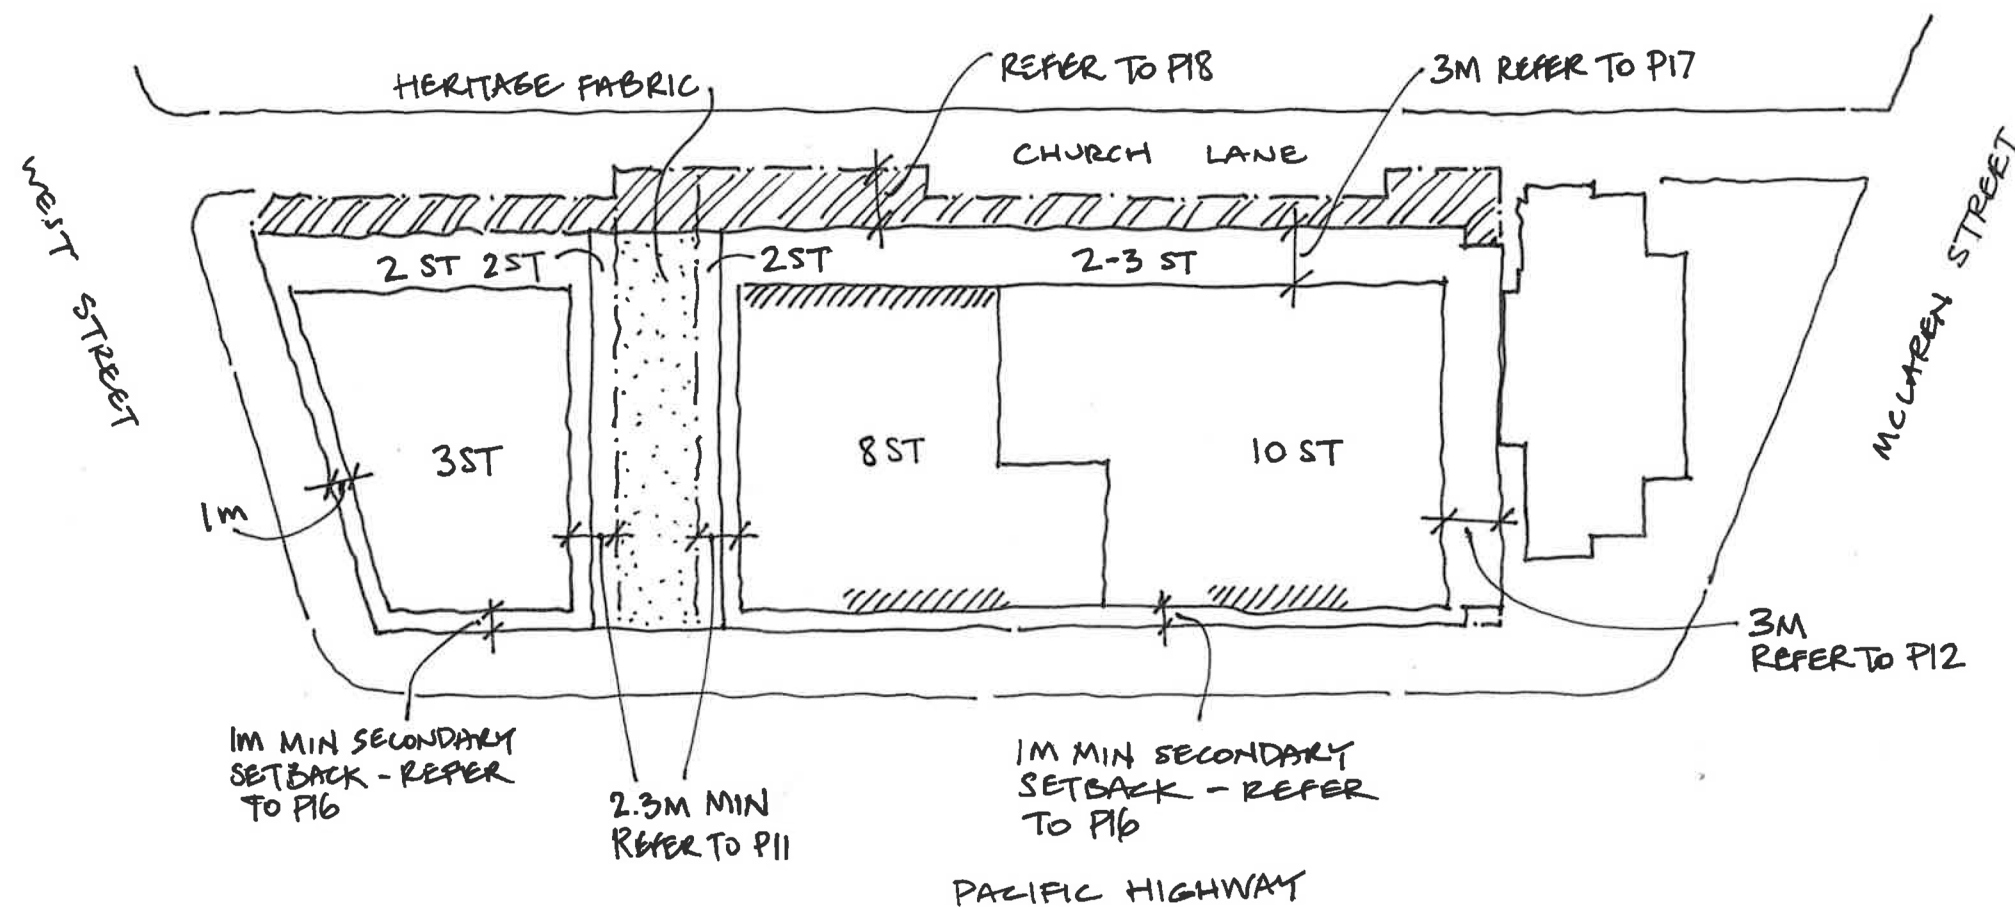 HERITAGE FABRIC
REFER TO P18
3M REFER TO P17
CHURCH LANE
WEST STREET
MCLAREN STREET
2 ST 2ST
2ST
2-3 ST
3ST
8 ST
10 ST
1m
3M
REFER TO P12
1M MIN SECONDARY
SETBACK - REFER
TO P16
2.3M MIN
REFER TO P11
1M MIN SECONDARY
SETBACK - REFER
TO P16
PACIFIC HIGHWAY